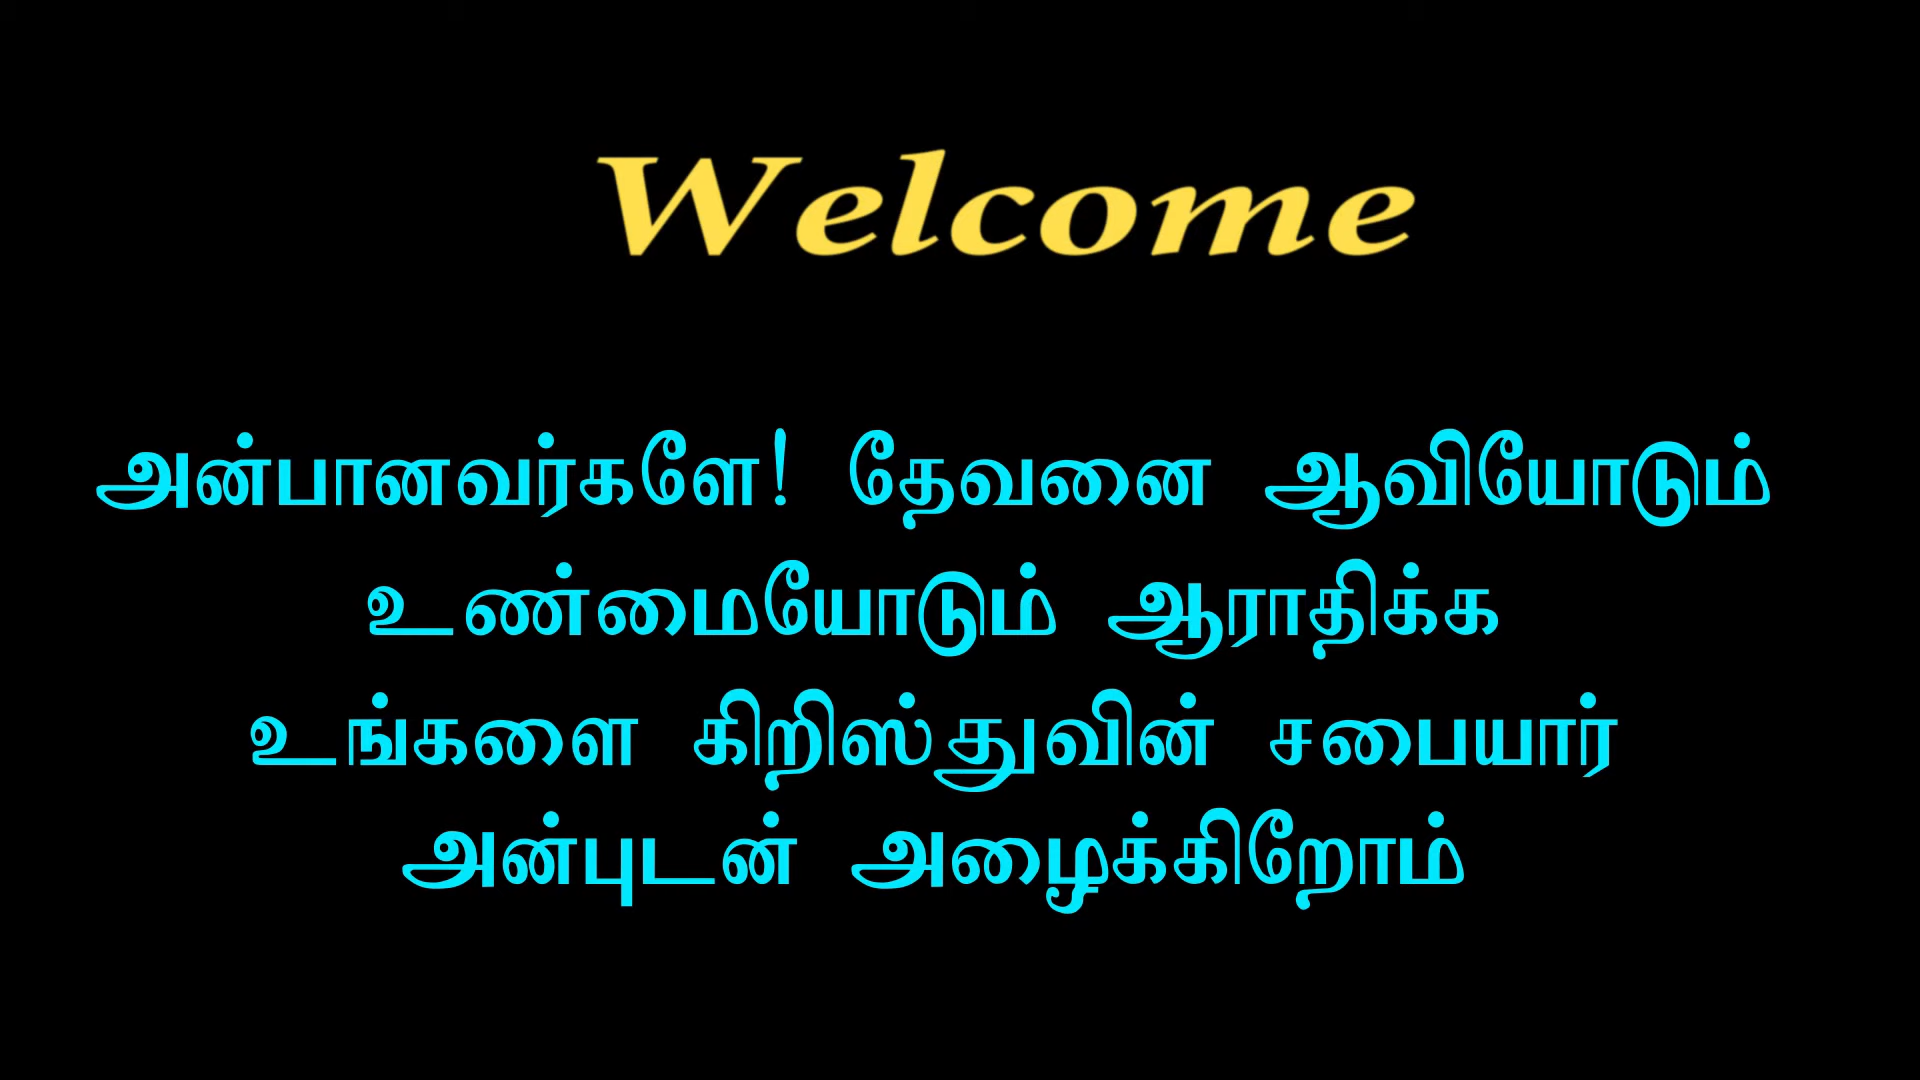 Welcome
அன்பானவர்களே! தேவனை ஆவியோடும்
உண்மையோடும் ஆராதிக்க
உங்களை கிறிஸ்துவின் சபையார்
அன்புடன் அழைக்கிறோம்